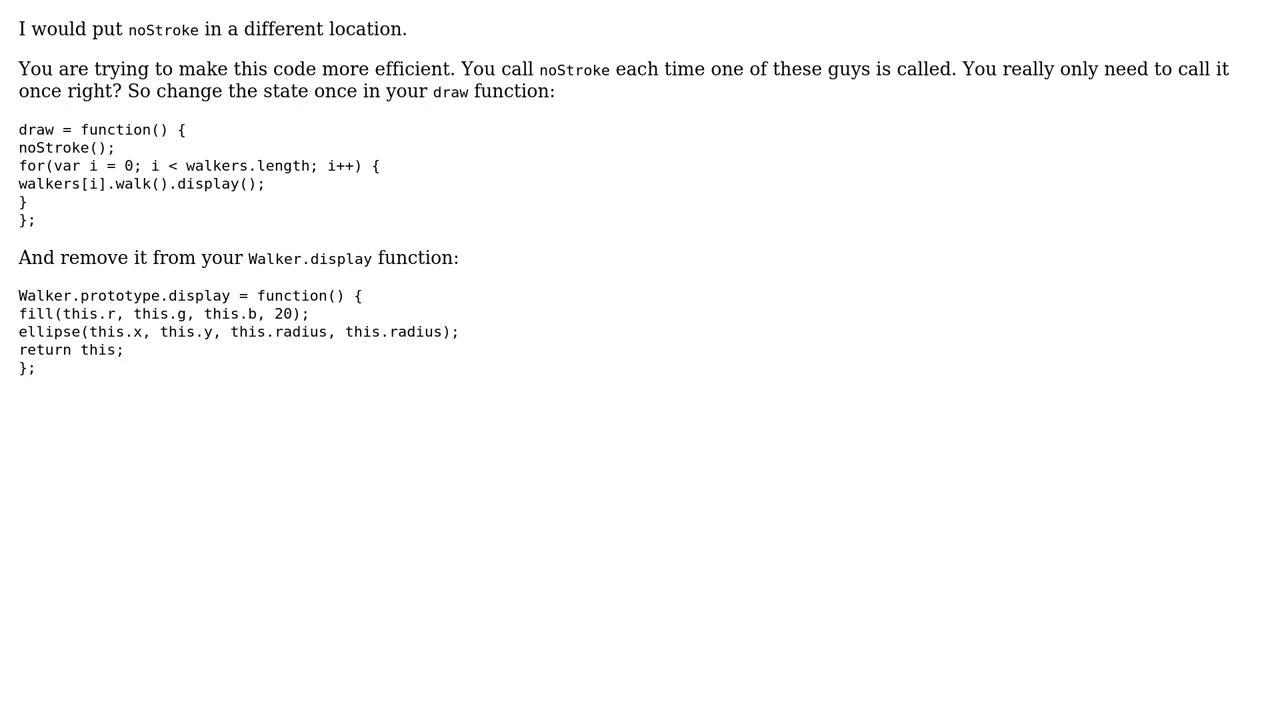 I would put noStroke in a different location.
You are trying to make this code more efficient. You call noStroke each time one of these guys is called. You really only need to call it
once right? So change the state once in your draw function:
draw = function() {
noStroke();
for(var i = 0; i < walkers.length; i++) {
walkers[i].walk().display();
}
};
And remove it from your Walker.display function:
Walker.prototype.display = function() {
fill(this.r, this.g, this.b, 20);
ellipse(this.x, this.y, this.radius, this.radius);
return this;
};